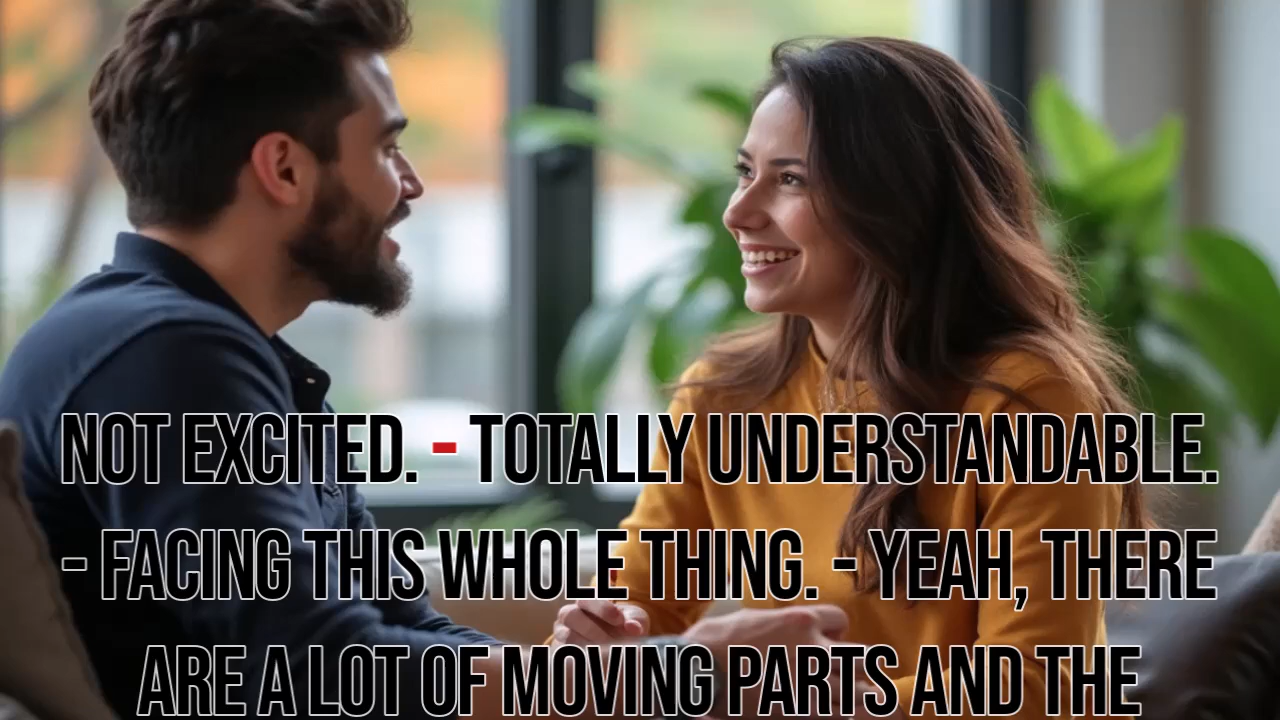 NOT EXCITED. - TOTALLY UNDERSTANDABLE.
- FACING THIS WHOLE THING. - YEAH, THERE
ARE A LOT OF MOVING PARTS AND THE